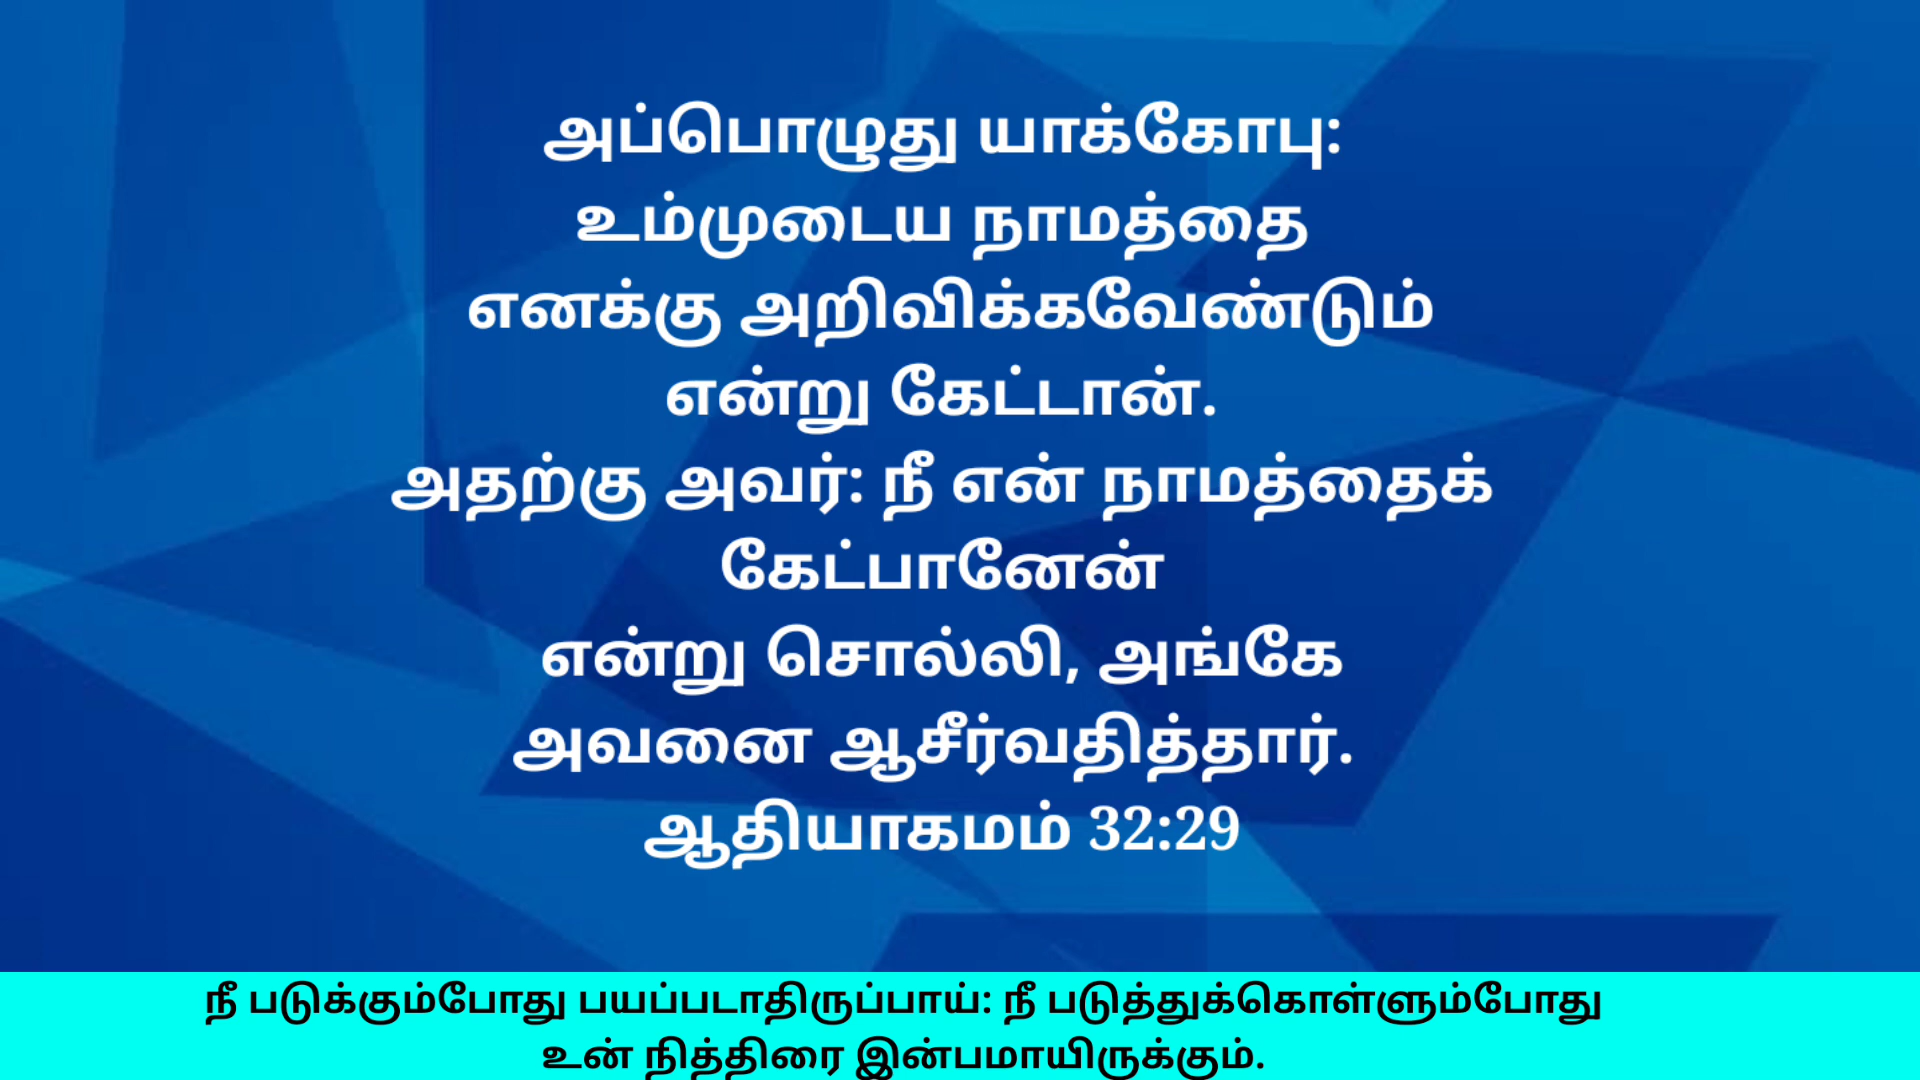 அப்பொழுது யாக்கோபு:
உம்முடைய நாமத்தை
எனக்கு அறிவிக்கவேண்டும்
என்று கேட்டான்.
அதற்கு அவர்: நீ என் நாமத்தைக்
கேட்பானேன்
என்று சொல்லி, அங்கே
அவனை ஆசீர்வதித்தார்.
ஆதியாகமம் 32:29
நீ படுக்கும்போது பயப்படாதிருப்பாய்: நீ படுத்துக்கொள்ளும்போது
உன் நித்திரை இன்பமாயிருக்கும்.